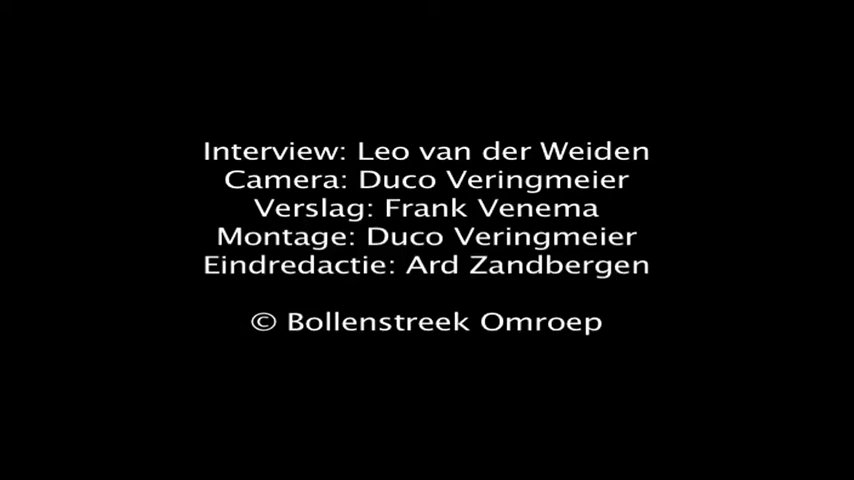 Interview: Leo van der Weiden
Camera: Duco Veringmeier
Verslag: Frank Venema
Montage: Duco Veringmeier
Eindredactie: Ard Zandbergen
© Bollenstreek Omroep